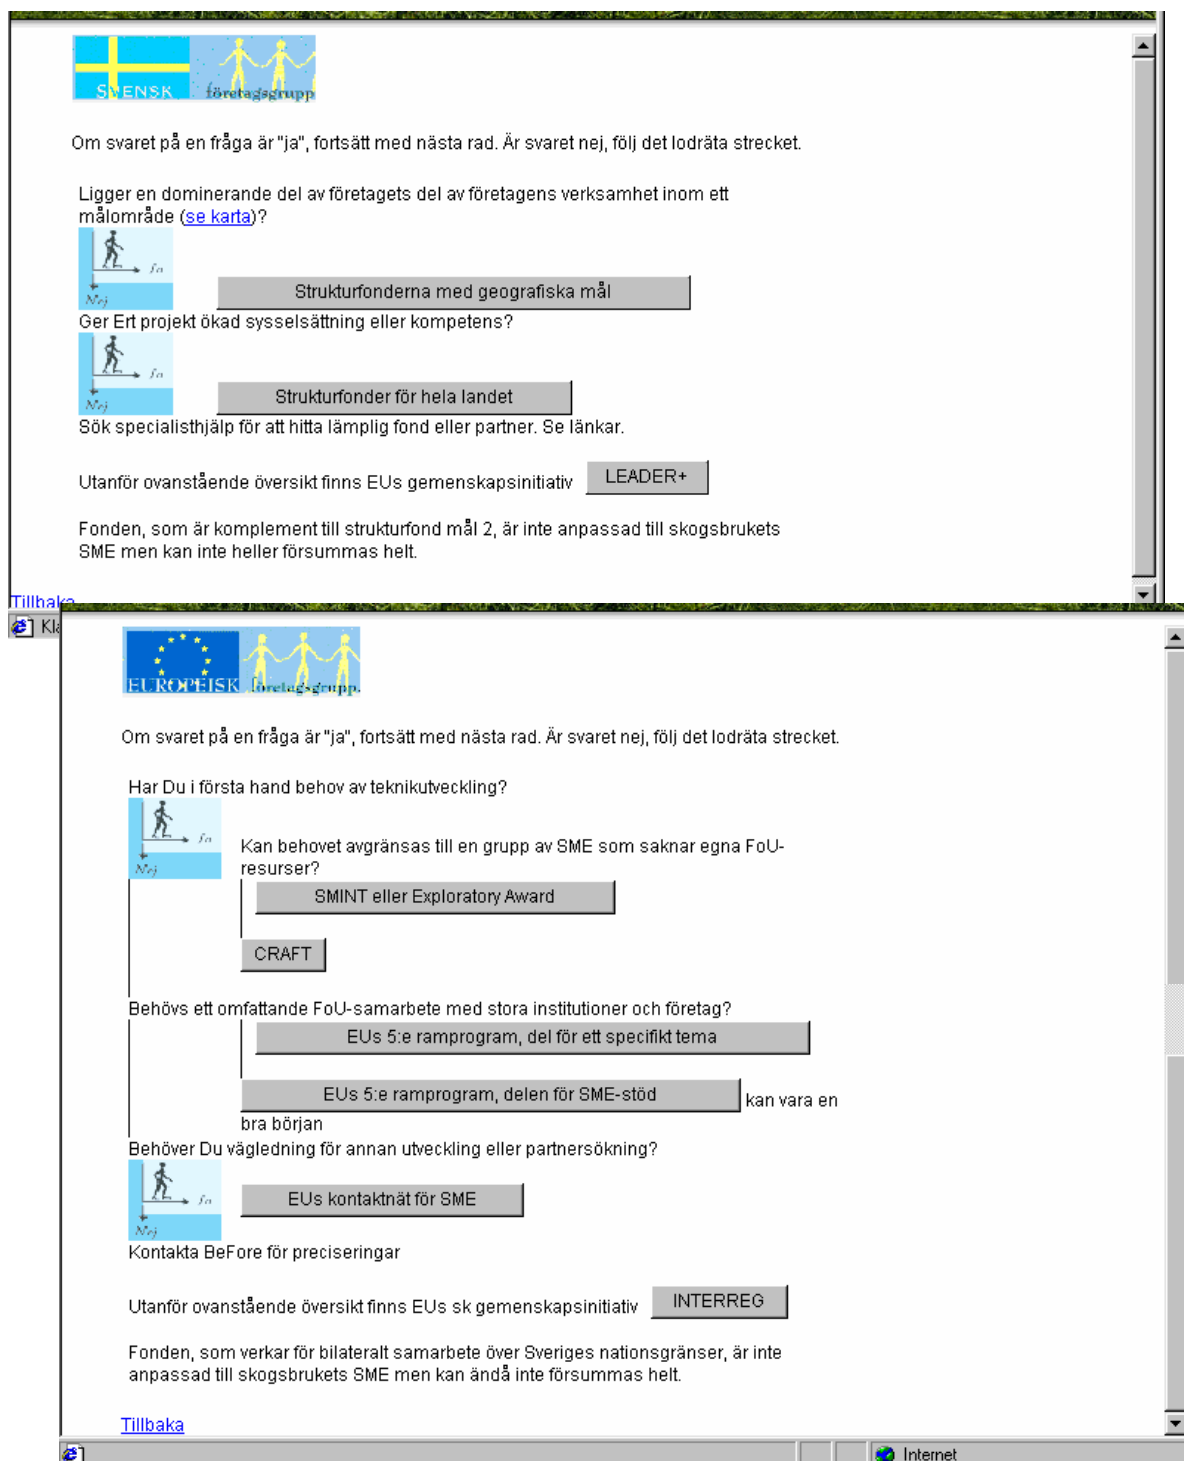 SVENSK företagsgrupp
Om svaret på en fråga är "ja", fortsätt med nästa rad. Är svaret nej, följ det lodräta strecket.
Ligger en dominerande del av företagets del av företagens verksamhet inom ett
målområde (se karta)?
Ja
Nej
Strukturfonderna med geografiska mål
Ger Ert projekt ökad sysselsättning eller kompetens?
Ja
Nej
Strukturfonder för hela landet
Sök specialisthjälp för att hitta lämplig fond eller partner. Se länkar.
Utanför ovanstående översikt finns EUs gemenskapsinitiativ LEADER+
Fonden, som är komplement till strukturfond mål 2, är inte anpassad till skogsbrukets
SME men kan inte heller försummas helt.
Tillbaka
EUROPEISK företagsgrupp.
Om svaret på en fråga är "ja", fortsätt med nästa rad. Är svaret nej, följ det lodräta strecket.
Har Du i första hand behov av teknikutveckling?
Ja
Nej
Kan behovet avgränsas till en grupp av SME som saknar egna FoU-
resurser?
SMINT eller Exploratory Award
CRAFT
Behövs ett omfattande FoU-samarbete med stora institutioner och företag?
EUs 5:e ramprogram, del för ett specifikt tema
EUs 5:e ramprogram, delen för SME-stöd kan vara en
bra början
Behöver Du vägledning för annan utveckling eller partnersökning?
Ja
Nej
EUs kontaktnät för SME
Kontakta BeFore för preciseringar
Utanför ovanstående översikt finns EUs sk gemenskapsinitiativ INTERREG
Fonden, som verkar för bilateralt samarbete över Sveriges nationsgränser, är inte
anpassad till skogsbrukets SME men kan ändå inte försummas helt.
Tillbaka
Internet